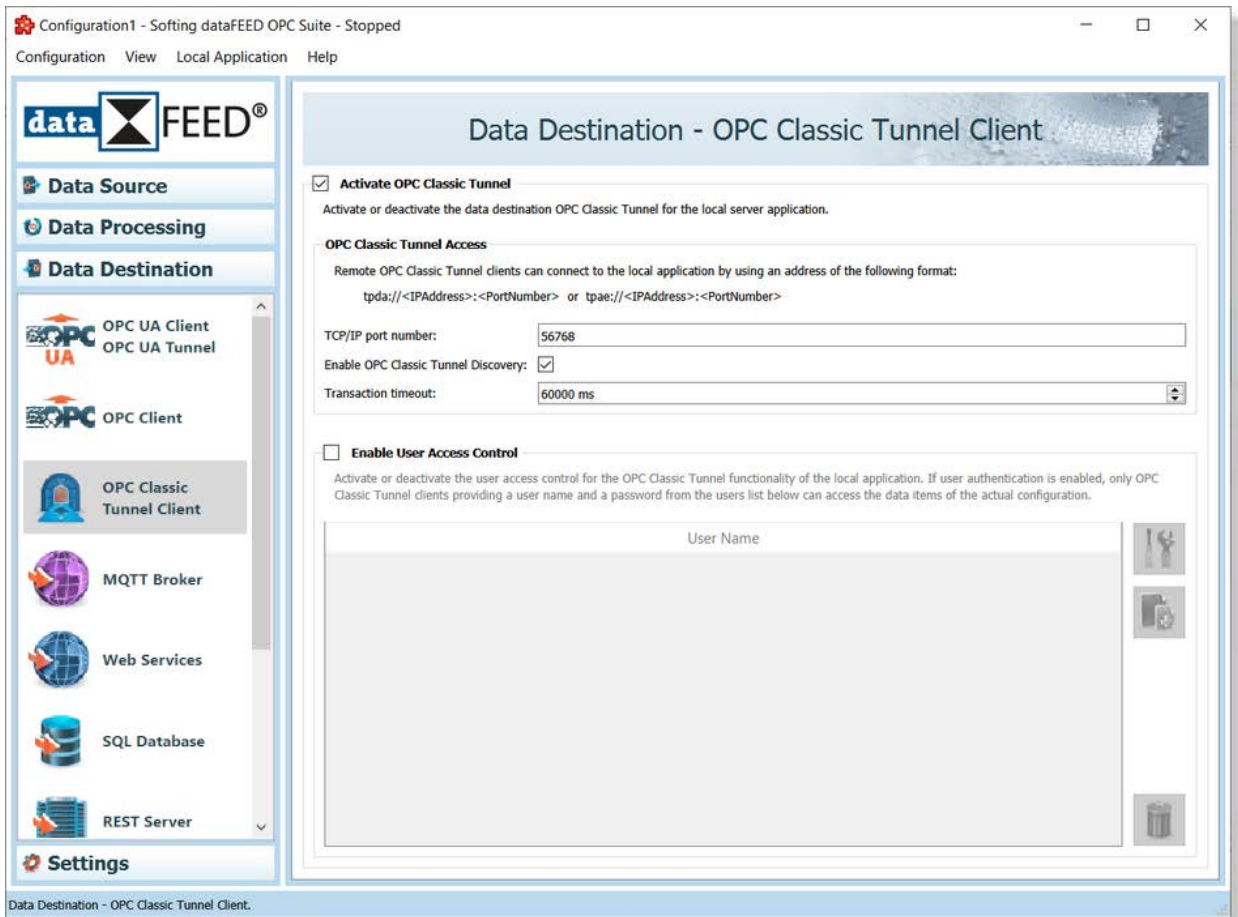 Configuration1 - Softing dataFEED OPC Suite - Stopped
Configuration View Local Application Help
data FEED®
Data Source
Data Processing
Data Destination
OPC UA
OPC UA Client
OPC UA Tunnel
OPC
OPC Client
OPC Classic
Tunnel Client
MQTT Broker
Web Services
SQL Database
REST Server
Settings
Data Destination - OPC Classic Tunnel Client
Activate OPC Classic Tunnel
Activate or deactivate the data destination OPC Classic Tunnel for the local server application.
OPC Classic Tunnel Access
Remote OPC Classic Tunnel clients can connect to the local application by using an address of the following format:
tpda://<IPAddress>:<PortNumber> or tpae://<IPAddress>:<PortNumber>
TCP/IP port number: 56768
Enable OPC Classic Tunnel Discovery:
Transaction timeout: 60000 ms
Enable User Access Control
Activate or deactivate the user access control for the OPC Classic Tunnel functionality of the local application. If user authentication is enabled, only OPC
Classic Tunnel clients providing a user name and a password from the users list below can access the data items of the actual configuration.
User Name
Data Destination - OPC Classic Tunnel Client.